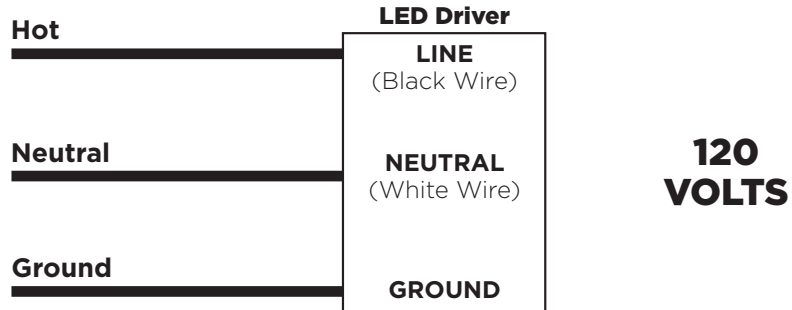 LED Driver
Hot
LINE
(Black Wire)
Neutral
NEUTRAL
(White Wire)
120
VOLTS
Ground
GROUND